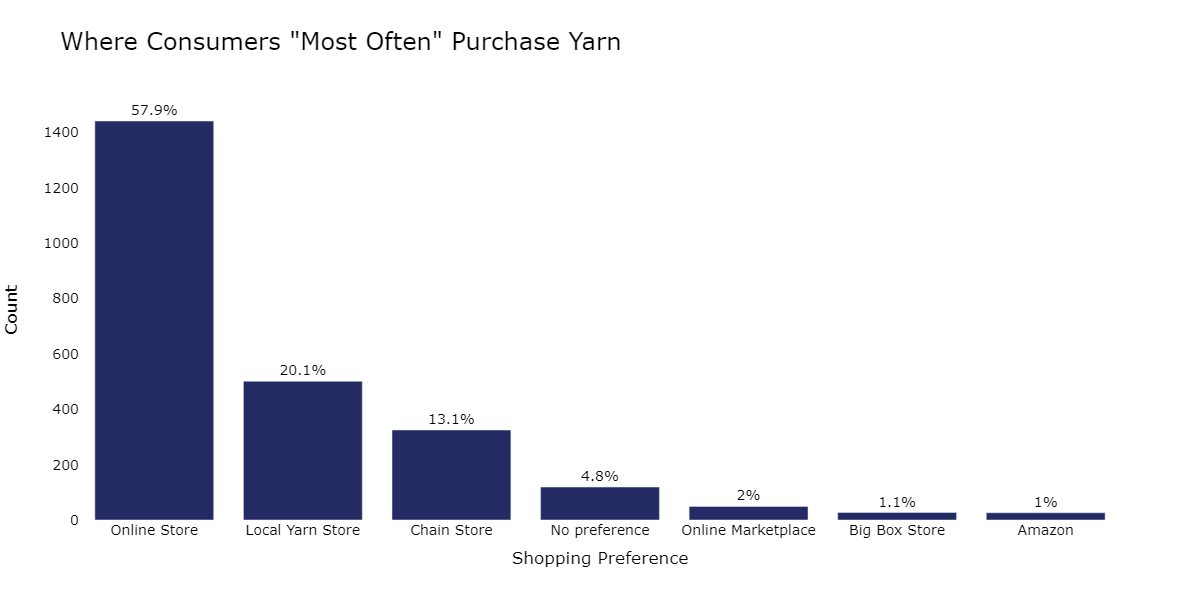 Where Consumers "Most Often" Purchase Yarn
57.9%
1400
1200
1000
800
600
400
200
0
Count
20.1%
13.1%
4.8%
2%
1.1%
1%
Online Store
Local Yarn Store
Chain Store
No preference
Online Marketplace
Big Box Store
Amazon
Shopping Preference